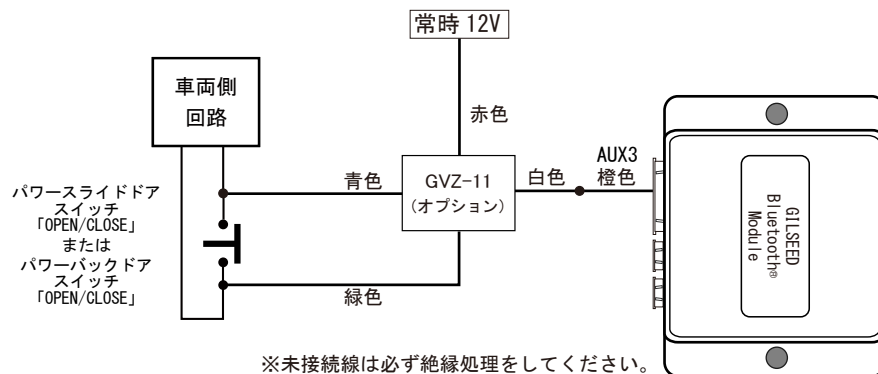 常時 12V
車両側
回路
赤色
AUX3
橙色
青色
GVZ-11
(オプション)
白色
パワースライドドア
スイッチ
「OPEN/CLOSE」
または
パワーバックドア
スイッチ
「OPEN/CLOSE」
緑色
GILSEED
Bluetooth®
Module
※未接続線は必ず絶縁処理をしてください。